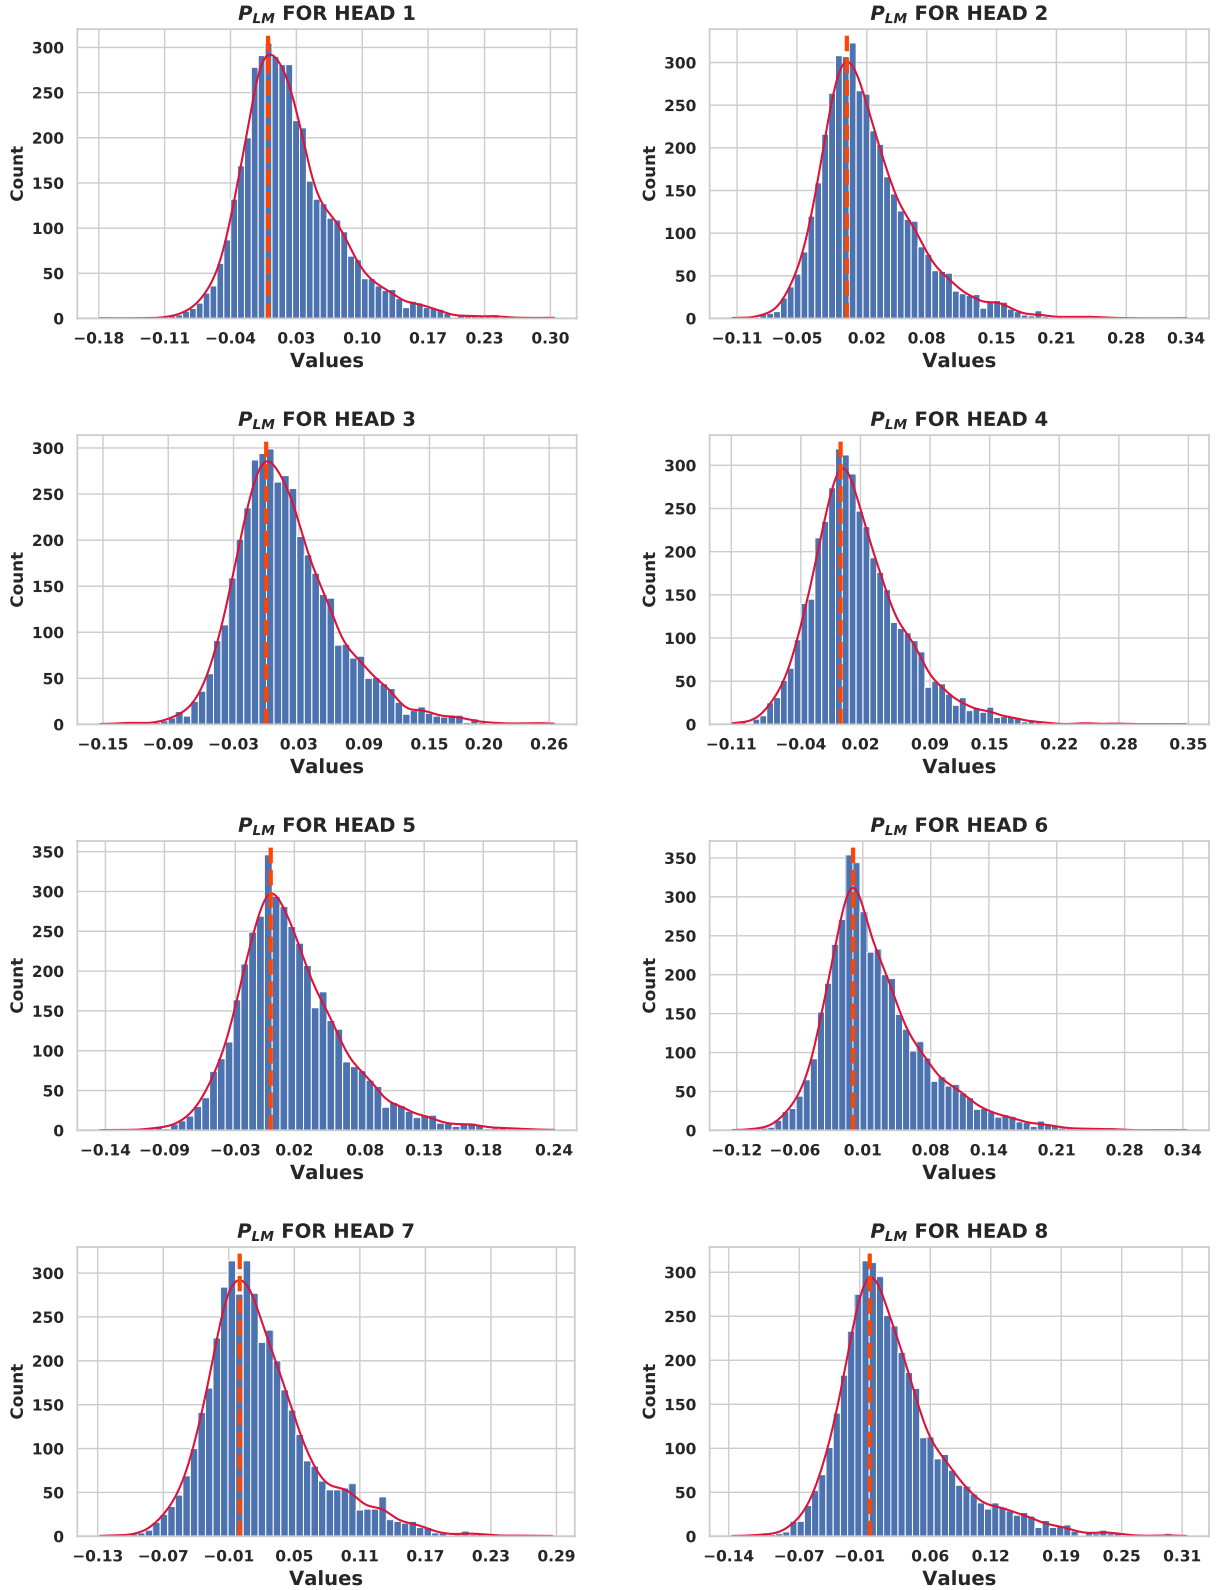 P_LM FOR HEAD 1
300
250
200
150
100
50
0
Count
−0.18 −0.11 −0.04 0.03 0.10 0.17 0.23 0.30
Values
P_LM FOR HEAD 2
300
250
200
150
100
50
0
Count
−0.11 −0.05 0.02 0.08 0.15 0.21 0.28 0.34
Values
P_LM FOR HEAD 3
300
250
200
150
100
50
0
Count
−0.15 −0.09 −0.03 0.03 0.09 0.15 0.20 0.26
Values
P_LM FOR HEAD 4
300
250
200
150
100
50
0
Count
−0.11 −0.04 0.02 0.09 0.15 0.22 0.28 0.35
Values
P_LM FOR HEAD 5
350
300
250
200
150
100
50
0
Count
−0.14 −0.09 −0.03 0.02 0.08 0.13 0.18 0.24
Values
P_LM FOR HEAD 6
350
300
250
200
150
100
50
0
Count
−0.12 −0.06 0.01 0.08 0.14 0.21 0.28 0.34
Values
P_LM FOR HEAD 7
300
250
200
150
100
50
0
Count
−0.13 −0.07 −0.01 0.05 0.11 0.17 0.23 0.29
Values
P_LM FOR HEAD 8
300
250
200
150
100
50
0
Count
−0.14 −0.07 −0.01 0.06 0.12 0.19 0.25 0.31
Values